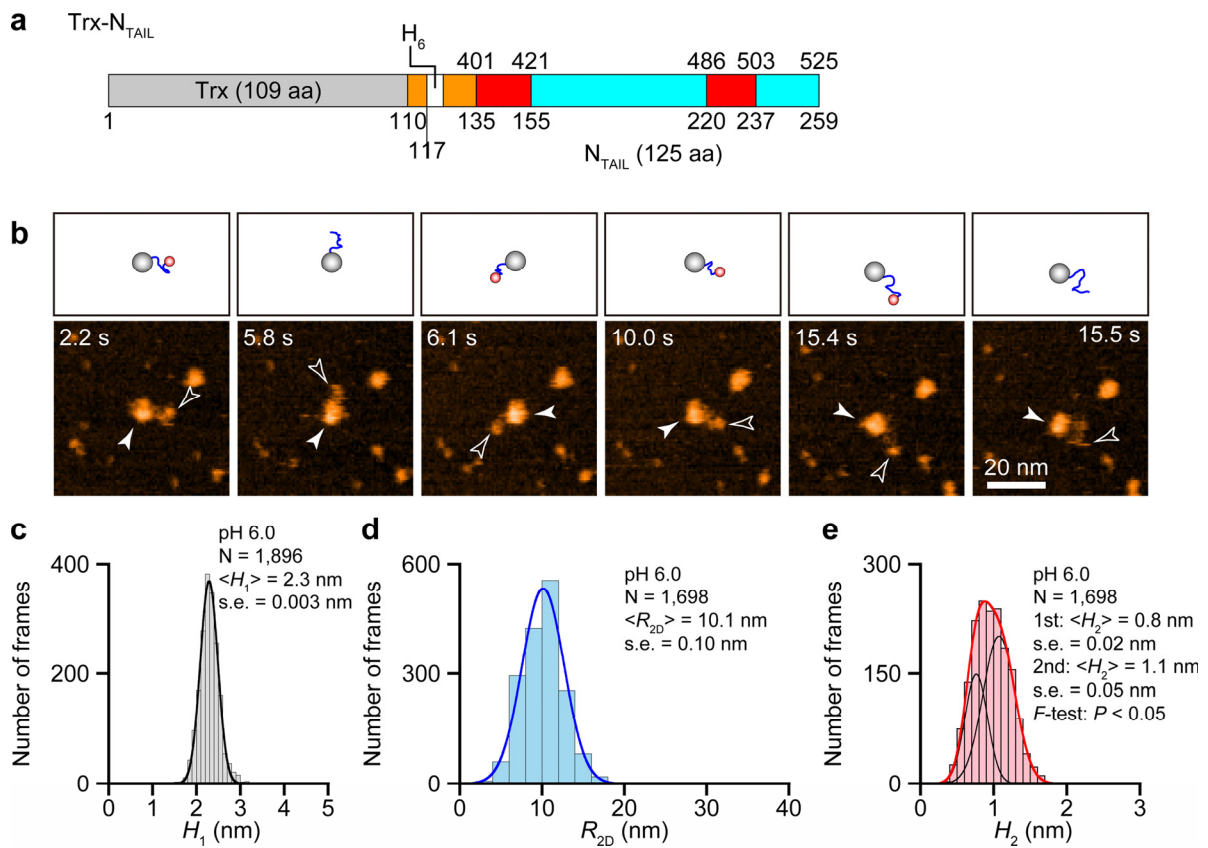 a
Trx-NTAIL
H6
401 421 486 503 525
Trx (109 aa)
1 110 135 155 220 237 259
117
NTAIL (125 aa)
b
2.2 s 5.8 s 6.1 s 10.0 s 15.4 s 15.5 s
20 nm
c
pH 6.0
N = 1,896
<H1> = 2.3 nm
s.e. = 0.003 nm
Number of frames
400
200
0
0 1 2 3 4 5
H1 (nm)
d
pH 6.0
N = 1,698
<R2D> = 10.1 nm
s.e. = 0.10 nm
Number of frames
600
300
0
0 10 20 30 40
R2D (nm)
e
pH 6.0
N = 1,698
1st: <H2> = 0.8 nm
s.e. = 0.02 nm
2nd: <H2> = 1.1 nm
s.e. = 0.05 nm
F-test: P < 0.05
Number of frames
300
150
0
0 1 2 3
H2 (nm)